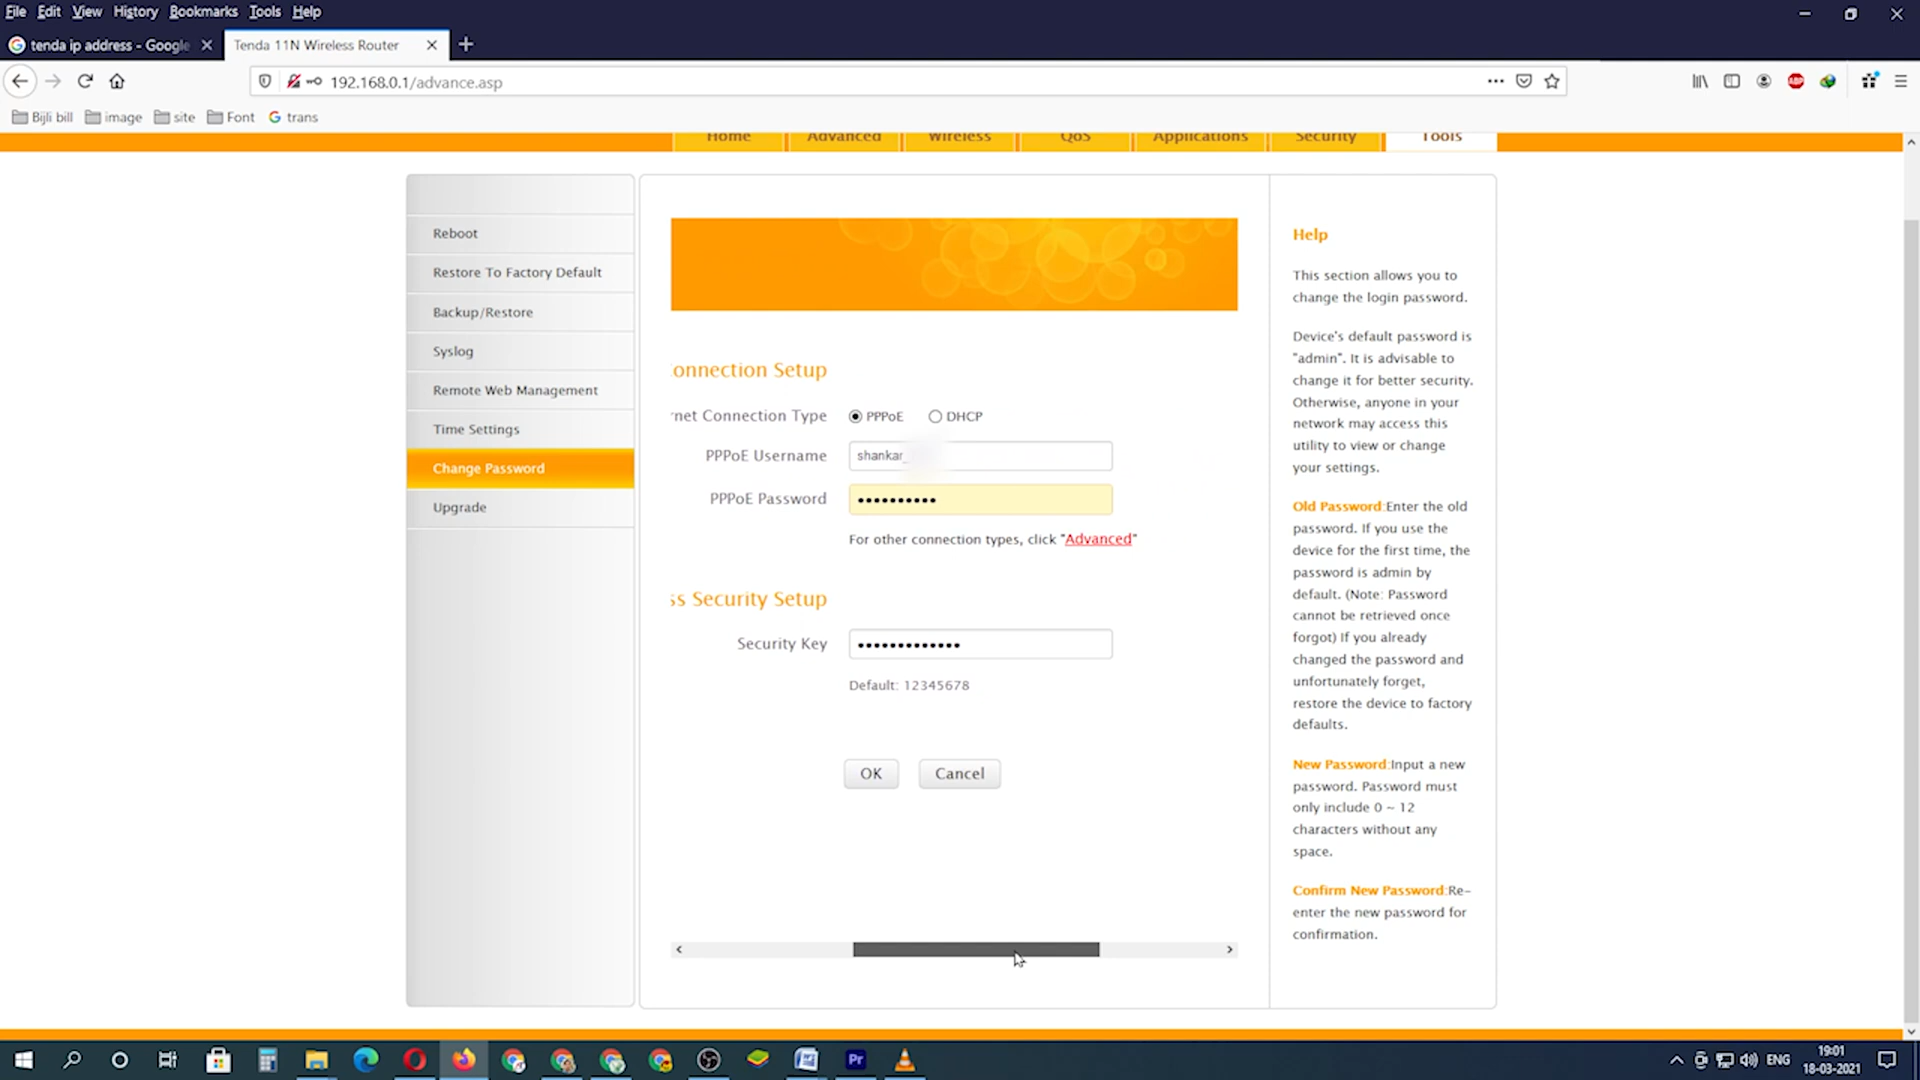 File Edit View History Bookmarks Tools Help
tenda ip address - Google
Tenda 11N Wireless Router
192.168.0.1/advance.asp
Bijli bill image site Font trans
Home Advanced Wireless QoS Applications Security Tools
Reboot
Restore To Factory Default
Backup/Restore
Syslog
Remote Web Management
Time Settings
Change Password
Upgrade
onnection Setup
net Connection Type PPPoE DHCP
PPPoE Username shankar_
PPPoE Password
For other connection types, click "Advanced"
ss Security Setup
Security Key
Default: 12345678
OK Cancel
Help
This section allows you to
change the login password.
Device's default password is
"admin". It is advisable to
change it for better security.
Otherwise, anyone in your
network may access this
utility to view or change
your settings.
Old Password:Enter the old
password. If you use the
device for the first time, the
password is admin by
default. (Note: Password
cannot be retrieved once
forgot) If you already
changed the password and
unfortunately forget,
restore the device to factory
defaults.
New Password:Input a new
password. Password must
only include 0 ~ 12
characters without any
space.
Confirm New Password:Re-
enter the new password for
confirmation.
ABP
Pr
ENG
19:01
18-03-2021